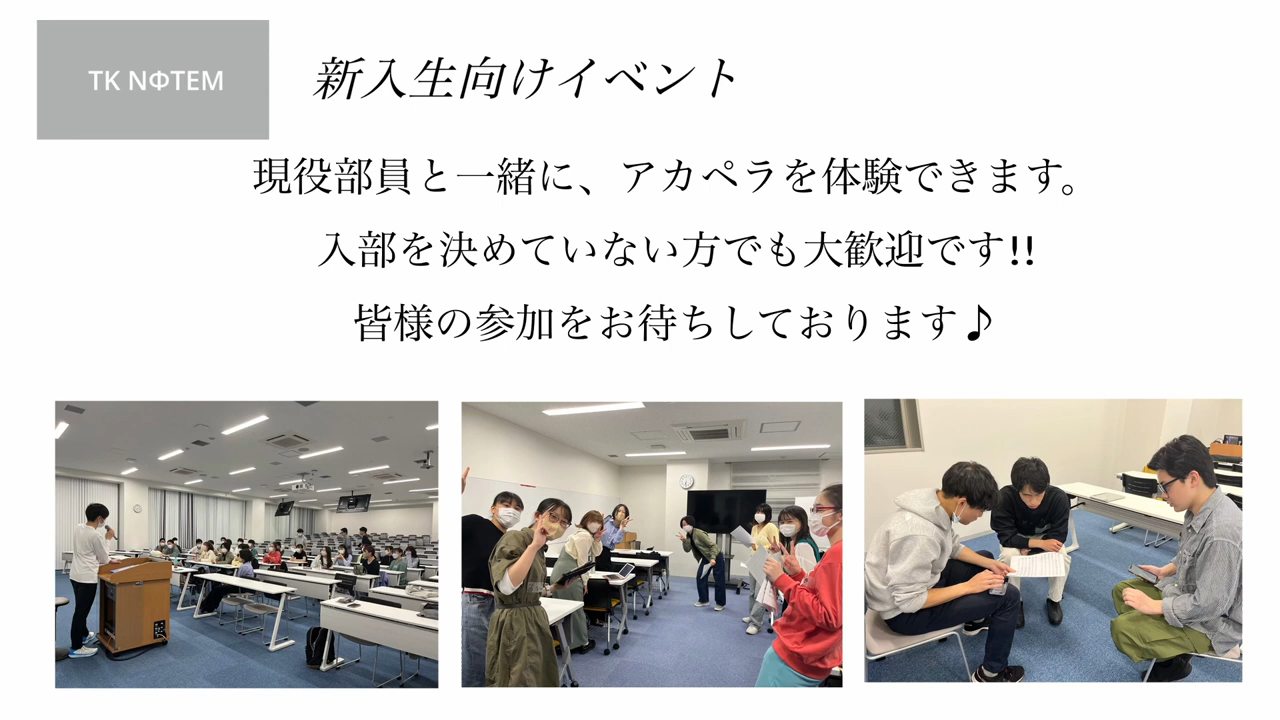 TK NΦTEM
新入生向けイベント
現役部員と一緒に、アカペラを体験できます。
入部を決めていない方でも大歓迎です!!
皆様の参加をお待ちしております♪